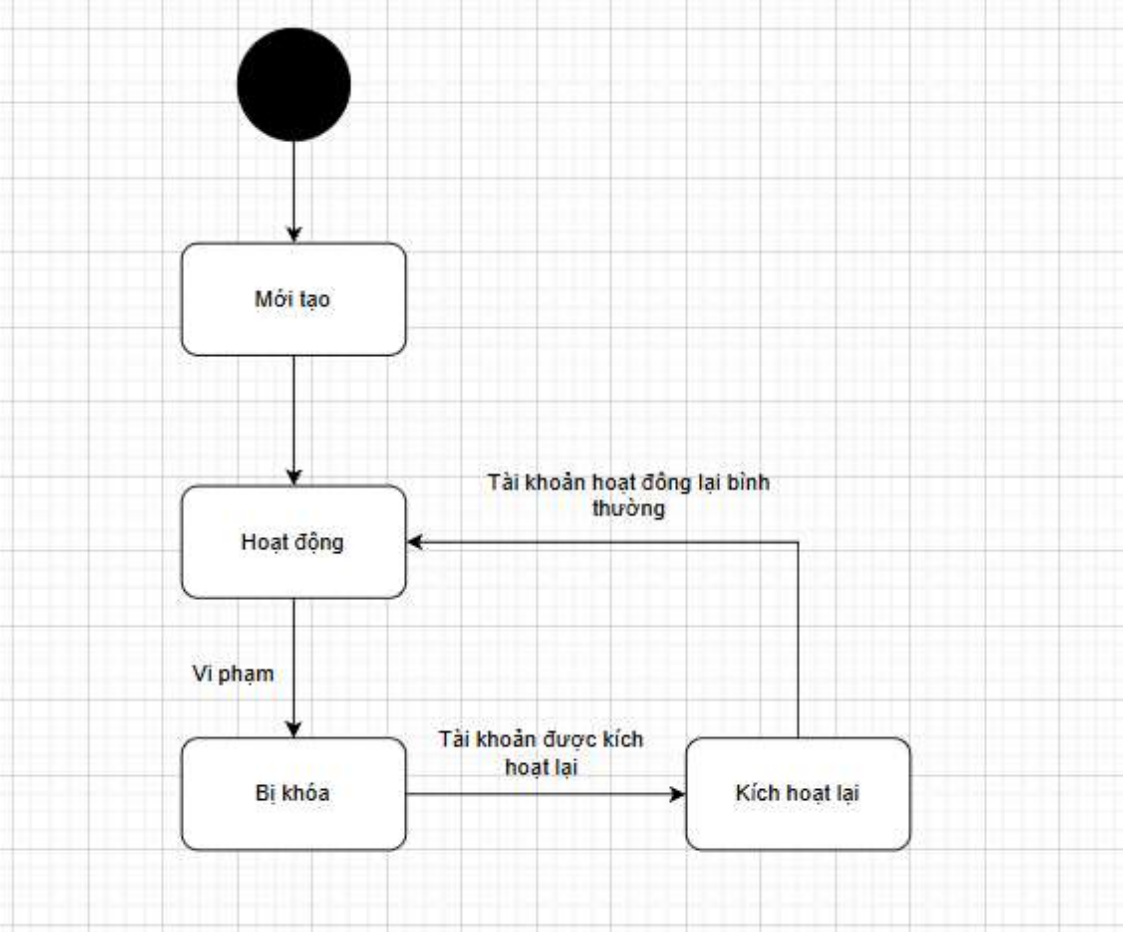 Mới tạo
Tài khoản hoạt đông lại bình
thường
Hoạt động
Vi phạm
Tài khoản được kích
hoạt lại
Bị khóa
Kích hoạt lại